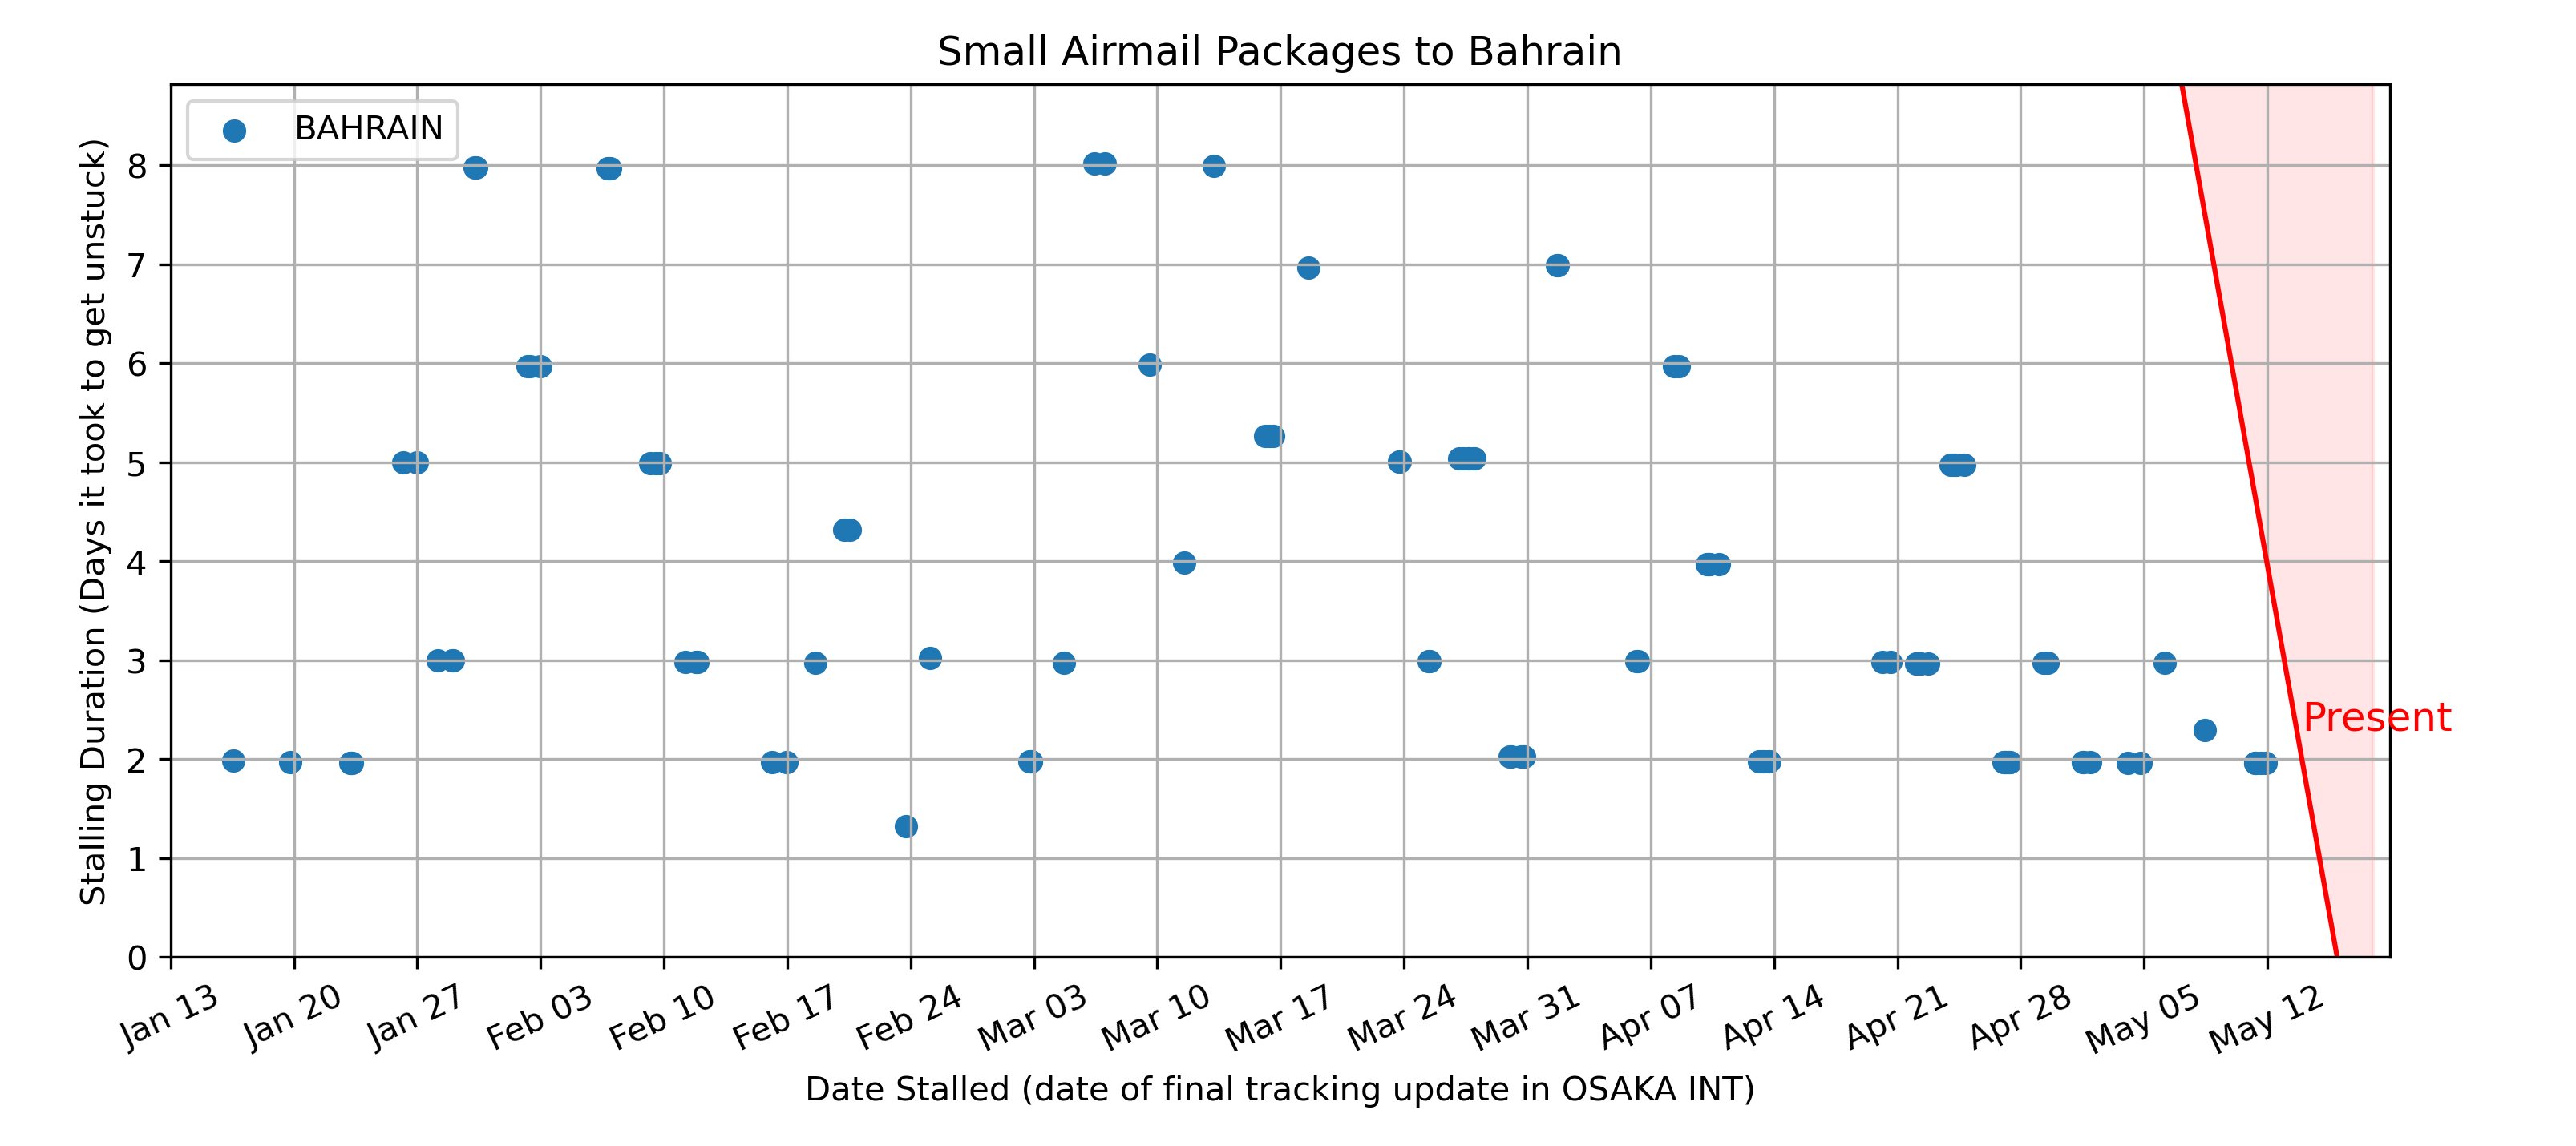 Small Airmail Packages to Bahrain
BAHRAIN
Stalling Duration (Days it took to get unstuck)
8
7
6
5
4
3
2
1
0
Present
Jan 13
Jan 20
Jan 27
Feb 03
Feb 10
Feb 17
Feb 24
Mar 03
Mar 10
Mar 17
Mar 24
Mar 31
Apr 07
Apr 14
Apr 21
Apr 28
May 05
May 12
Date Stalled (date of final tracking update in OSAKA INT)